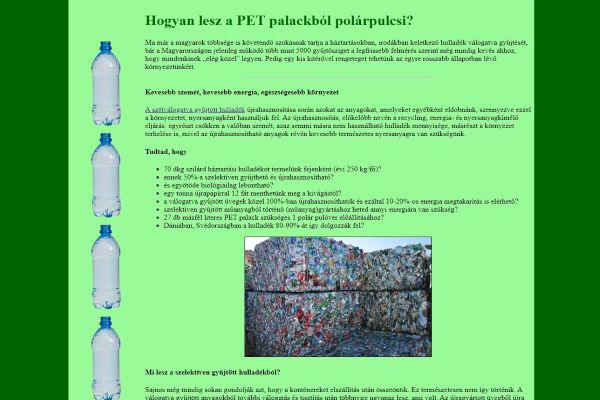 Hogyan lesz a PET palackból polárpulcsi?
Ma már a magyarok többsége is követendő szokásnak tartja a háztartásokban, irodákban keletkező hulladék válogatva gyűjtését,
bár a Magyarországon jelenleg működő több mint 5000 gyűjtősziget a legfrissebb felmérés szerint még mindig kevés ahhoz,
hogy mindenkinek „elég közel” legyen. Pedig egy kis kitérővel rengeteget tehetünk az egyre rosszabb állapotban lévő
környezetünkért.
Kevesebb szemét, kevesebb energia, egészségesebb környezet
A szétválogatva gyűjtött hulladék újrahasznosítása során azokat az anyagokat, amelyeket egyébként eldobnánk, szennyezve ezzel
a környezetet, nyersanyagként használjuk fel. Az újrahasznosítás, előkelőbb nevén a recycling, energia- és nyersanyagkímélő
eljárás: egyrészt csökken a valóban szemét, azaz semmi másra nem használható hulladék mennyisége, másrészt a környezet
terhelése is, mivel az újrahasznosítható anyagok révén kevesebb természetes nyersanyagra van szükségünk.
Tudtad, hogy
• 70 dkg szilárd háztartási hulladékot termelünk fejenként (évi 250 kg/fő)?
• ennek 50%-a szelektíven gyűjthető és újrahasznosítható?
• és egyötöde biológiailag lebontható?
• egy tonna újrapapírral 12 fát menthetünk meg a kivágástól?
• a válogatva gyűjtött üvegek közel 100%-ban újrahasznosíthatók és ezáltal 10-20%-os energia megtakarítás is elérhető?
• szelektíven gyűjtött műanyagból történő (műanyag)gyártáshoz heted annyi energiára van szükség?
• 27 db másfél literes PET palack szükséges 1 polár pulóver előállításához?
• Dániában, Svédországban a hulladék 80-90%-át így dolgozzák fel?
Mi lesz a szelektíven gyűjtött hulladékból?
Sajnos még mindig sokan gondolják azt, hogy a konténereket elszállítás után összeöntik. Ez természetesen nem így történik. A
válogatva gyűjtött anyagokból további válogatás és tisztítás után többnyire ugyanaz lesz, ami volt. Az üveggyártott üvegből újra